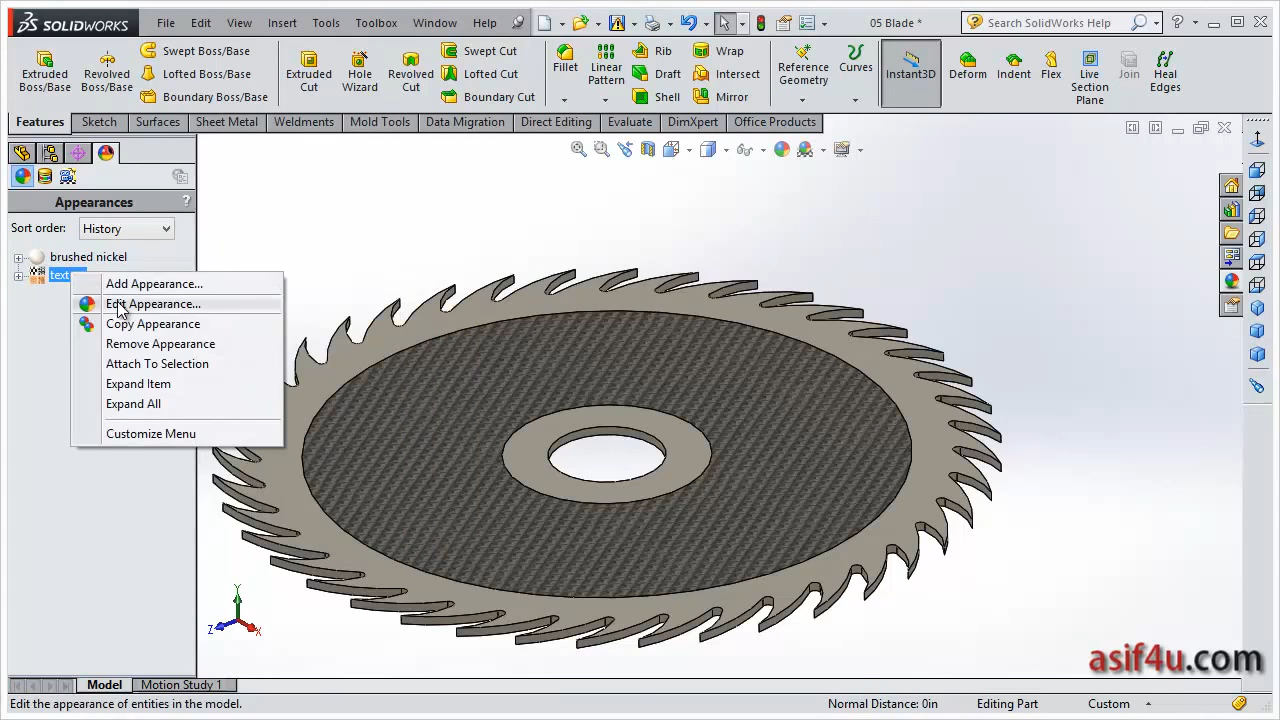 SOLIDWORKS File Edit View Insert Tools Toolbox Window Help 05 Blade * Search SolidWorks Help
Extruded Boss/Base
Revolved Boss/Base
Swept Boss/Base
Lofted Boss/Base
Boundary Boss/Base
Extruded Cut
Hole Wizard
Revolved Cut
Swept Cut
Lofted Cut
Boundary Cut
Fillet
Linear Pattern
Rib
Draft
Shell
Wrap
Intersect
Mirror
Reference Geometry
Curves
Instant3D
Deform
Indent
Flex
Live Section Plane
Join
Heal Edges
Features Sketch Surfaces Sheet Metal Weldments Mold Tools Data Migration Direct Editing Evaluate DimXpert Office Products
Appearances ?
Sort order: History
brushed nickel
text
Add Appearance...
Edit Appearance...
Copy Appearance
Remove Appearance
Attach To Selection
Expand Item
Expand All
Customize Menu
Y
Z
X
asif4u.com
Model Motion Study 1
Edit the appearance of entities in the model. Normal Distance: 0in Editing Part Custom